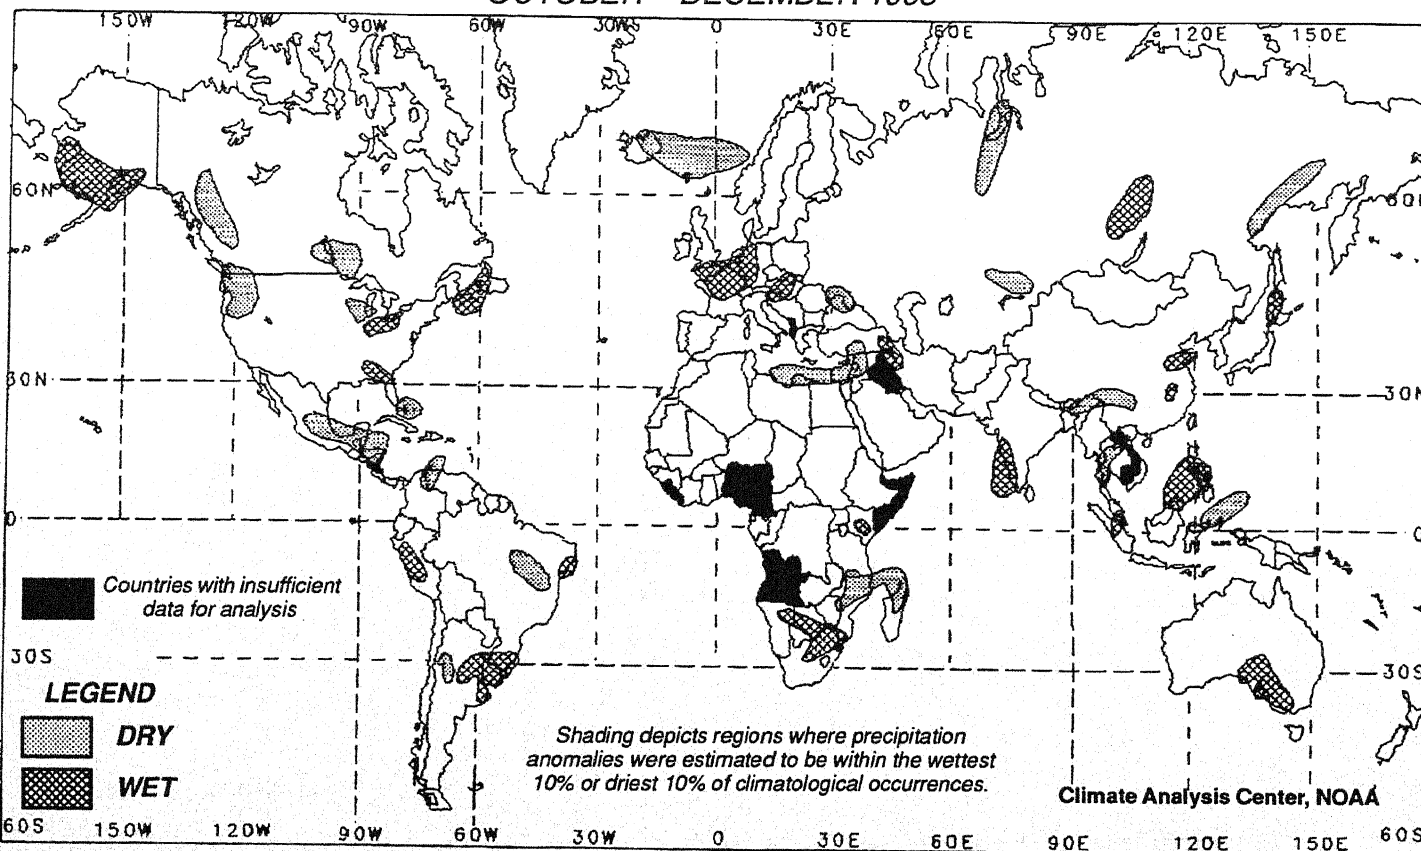 OCTOBER - DECEMBER
150W 120W 90W 60W 30W 0 30E 60E 90E 120E 150E
60N
30N 30N
0 0
Countries with insufficient
data for analysis
30S 30S
LEGEND
DRY
WET
Shading depicts regions where precipitation
anomalies were estimated to be within the wettest
10% or driest 10% of climatological occurrences.
Climate Analysis Center, NOAA
60S 150W 120W 90W 60W 30W 0 30E 60E 90E 120E 150E 60S